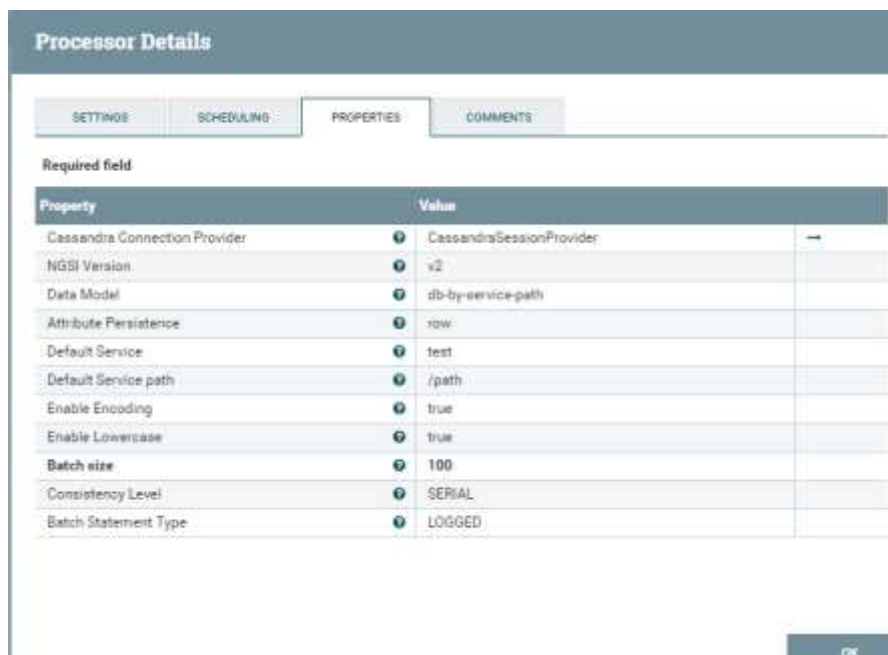 Processor Details
SETTINGS SCHEDULING PROPERTIES COMMENTS
Required field
Property Value
Cassandra Connection Provider CassandraSessionProvider
NGSI Version v2
Data Model db-by-service-path
Attribute Persistence row
Default Service test
Default Service path /path
Enable Encoding true
Enable Lowercase true
Batch size 100
Consistency Level SERIAL
Batch Statement Type LOGGED
OK